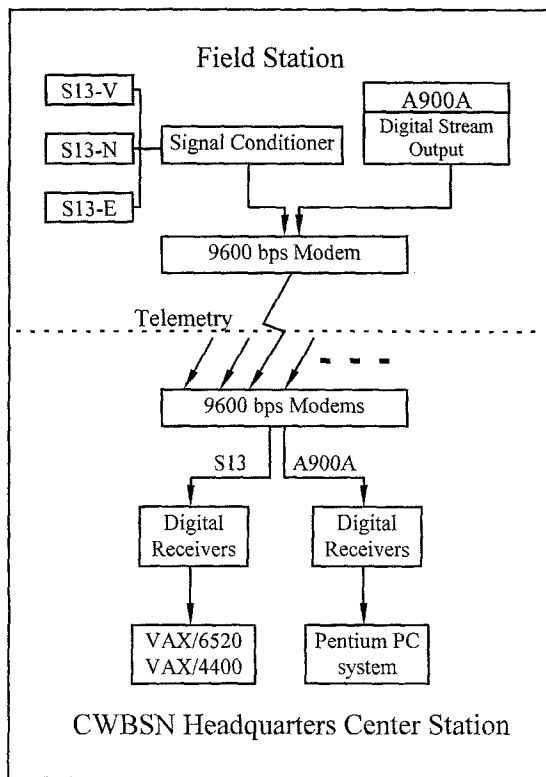 Field Station
S13-V
S13-N
S13-E
Signal Conditioner
A900A
Digital Stream
Output
9600 bps Modem
Telemetry
9600 bps Modems
S13
A900A
Digital
Receivers
Digital
Receivers
VAX/6520
VAX/4400
Pentium PC
system
CWBSN Headquarters Center Station